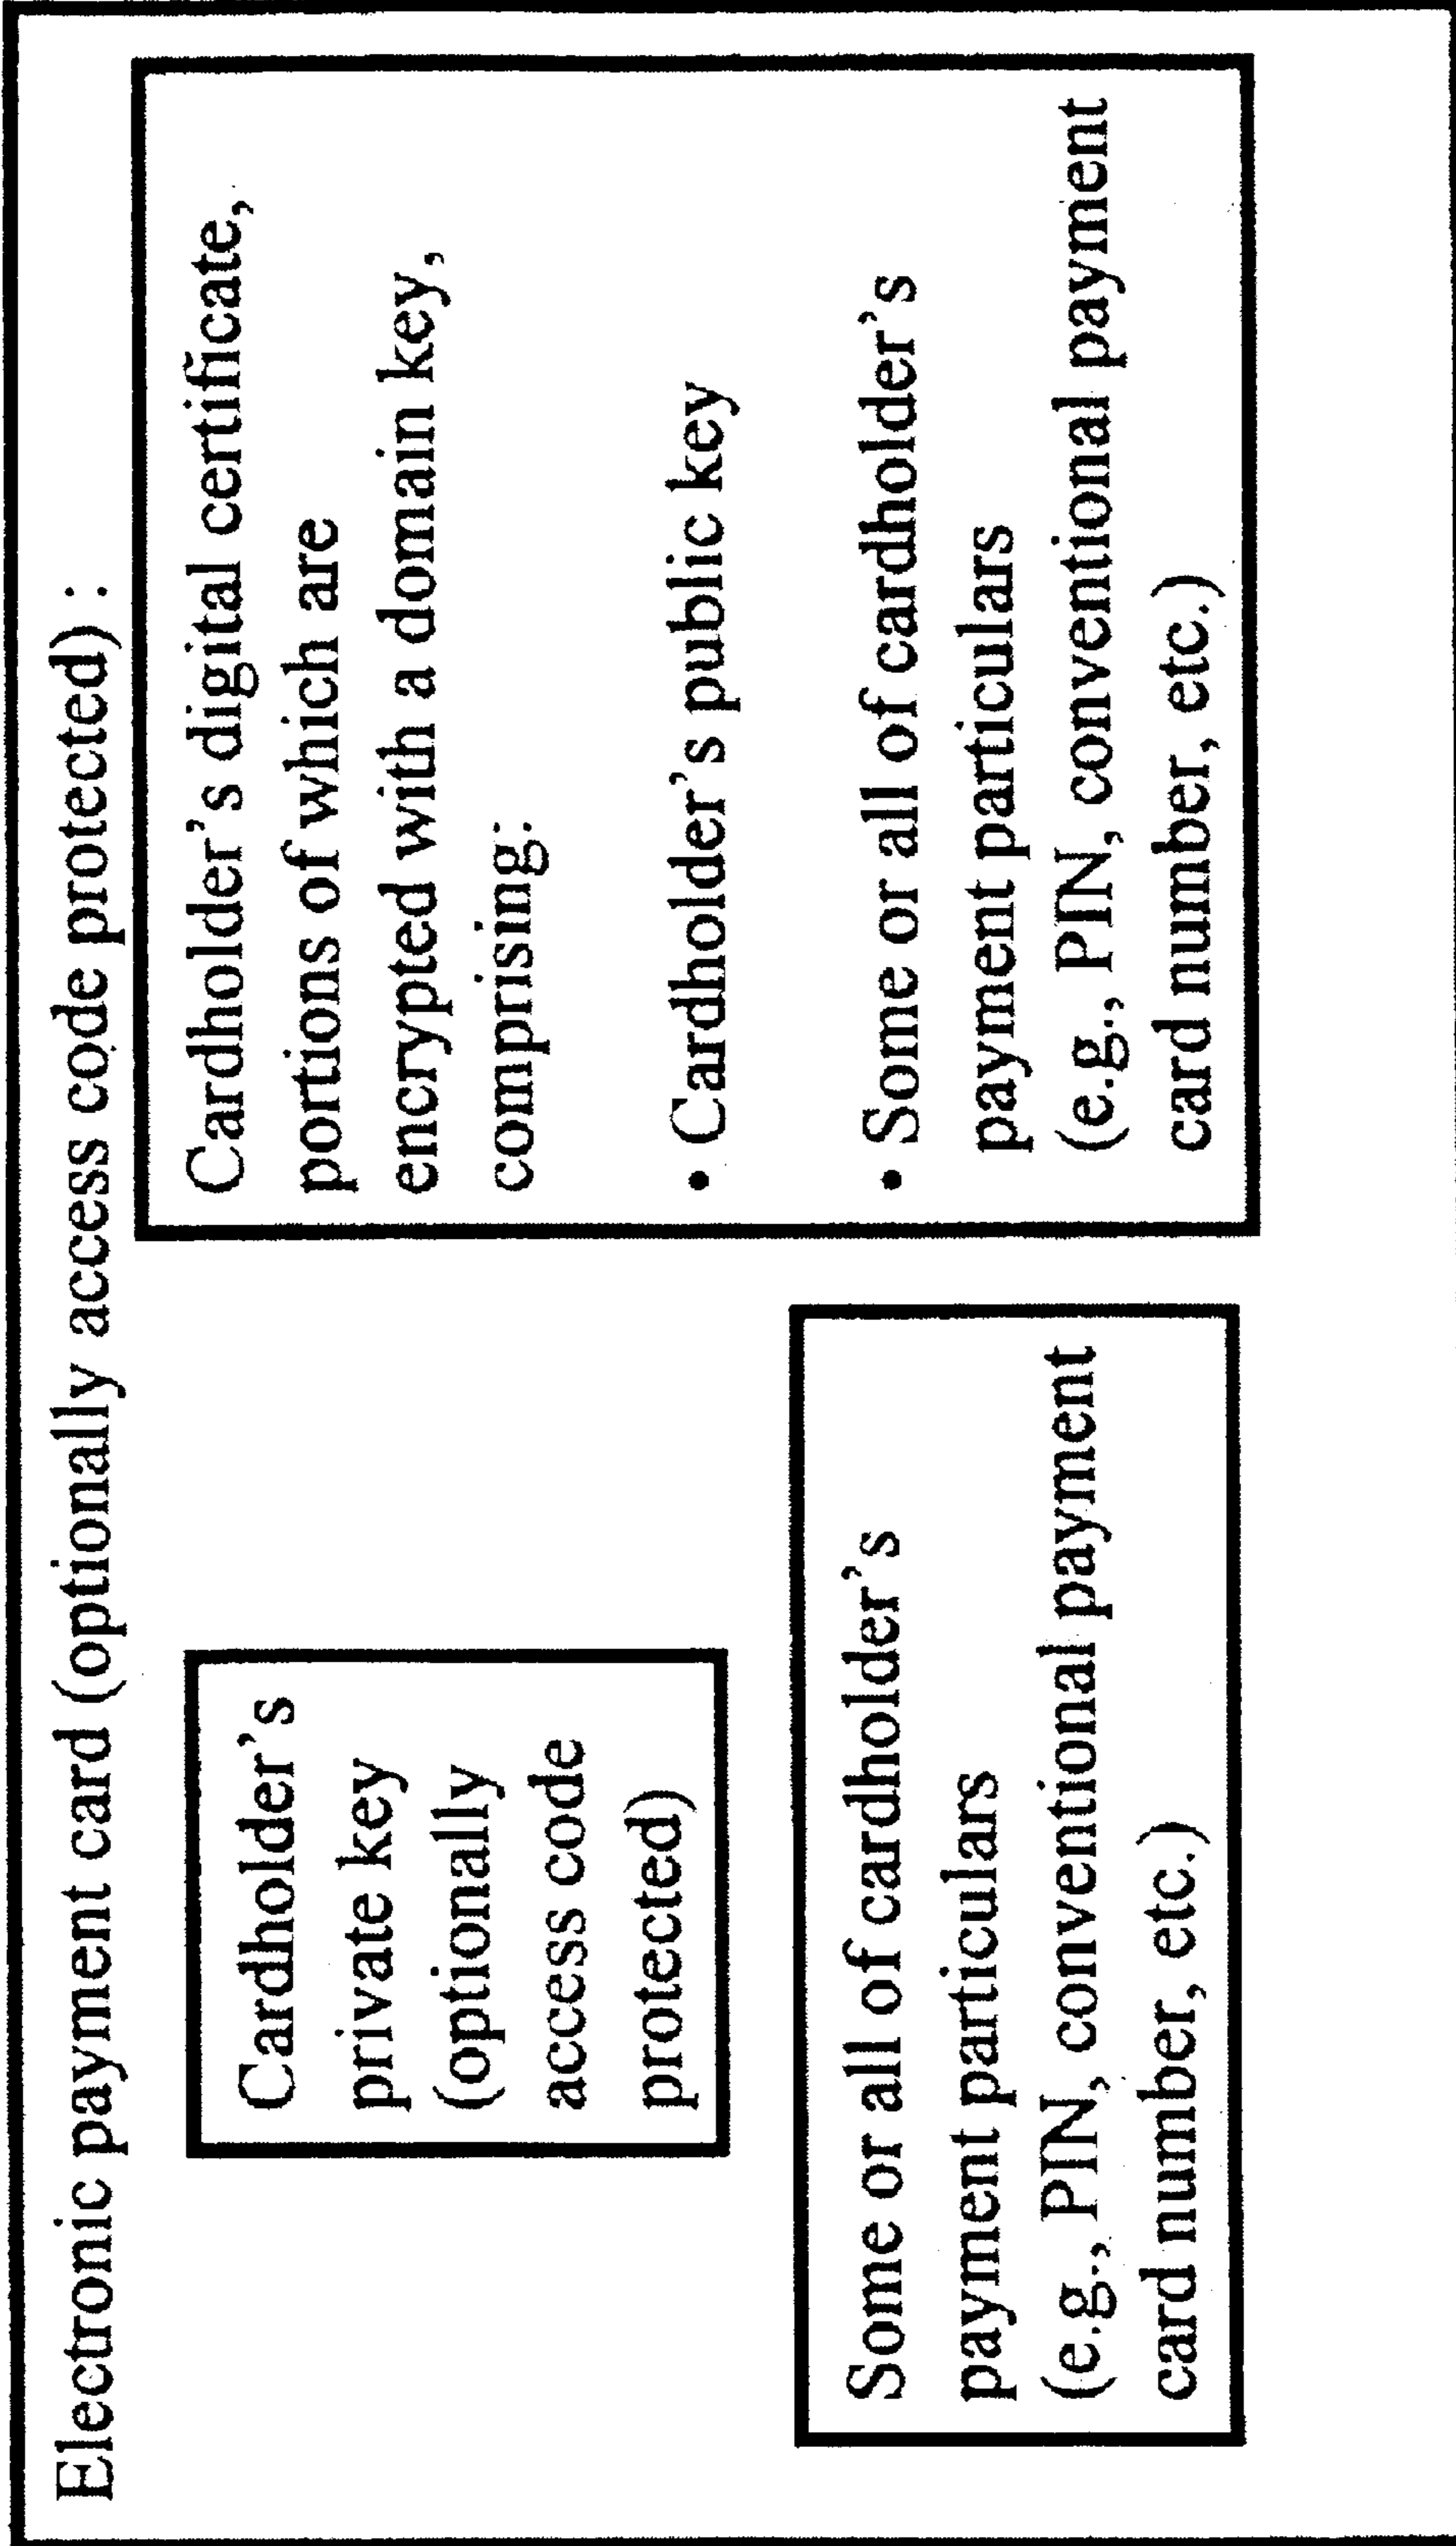 Electronic payment card (optionally access code protected) :
Cardholder's
private key
(optionally
access code
protected)
Some or all of cardholder's
payment particulars
(e.g., PIN, conventional payment
card number, etc.)
Cardholder's digital certificate,
portions of which are
encrypted with a domain key,
comprising:
• Cardholder's public key
• Some or all of cardholder's
payment particulars
(e.g., PIN, conventional payment
card number, etc.)